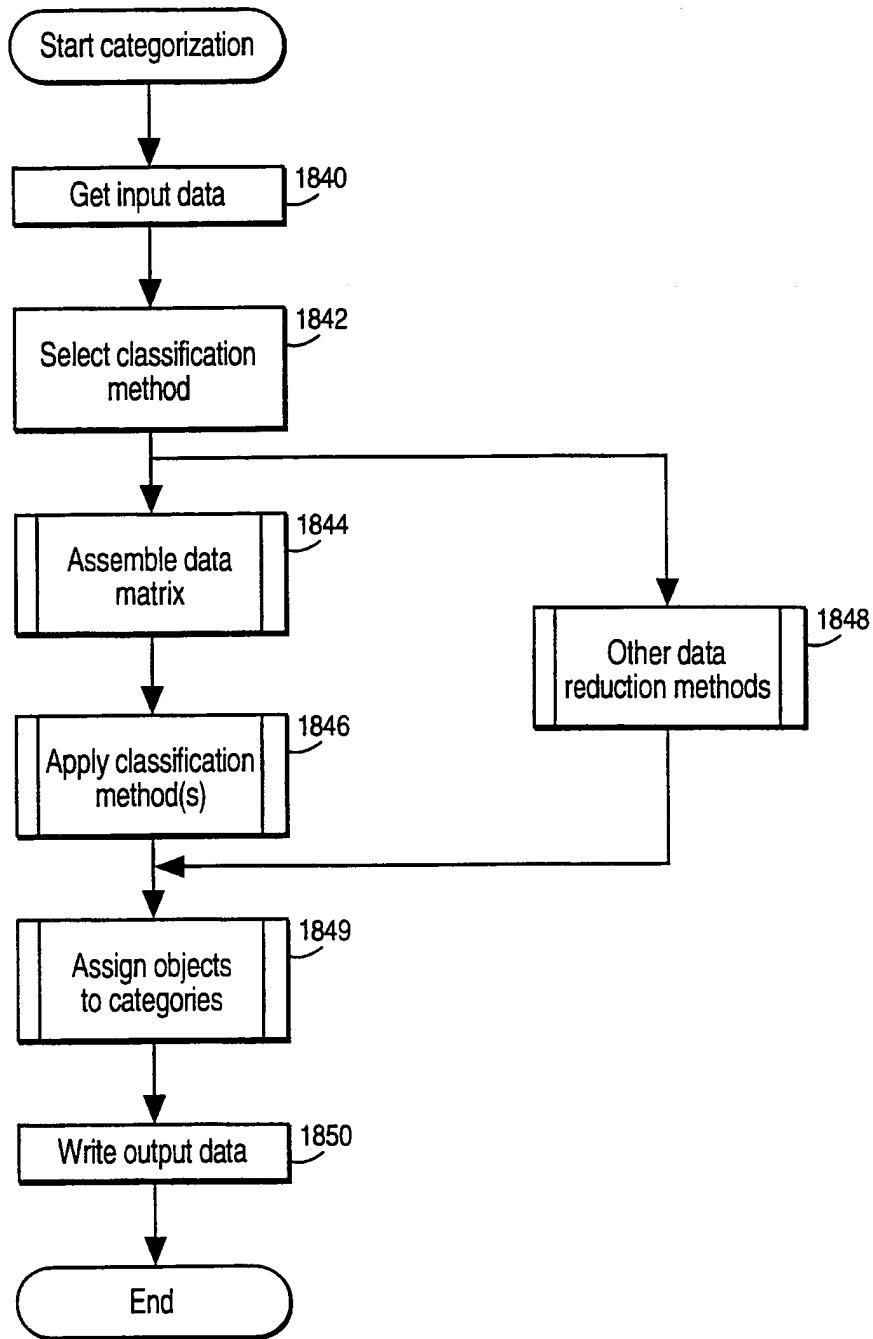 Start categorization
Get input data
1840
Select classification
method
1842
Assemble data
matrix
1844
Other data
reduction methods
1848
Apply classification
method(s)
1846
Assign objects
to categories
1849
Write output data
1850
End